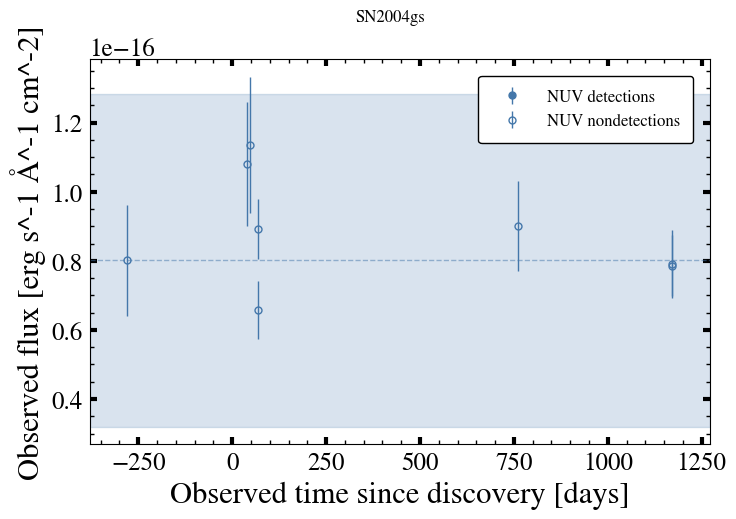 SN2004gs
1e−16
Observed flux [erg s^-1 Å^-1 cm^-2]
1.2
1.0
0.8
0.6
0.4
NUV detections
NUV nondetections
−250 0 250 500 750 1000 1250
Observed time since discovery [days]